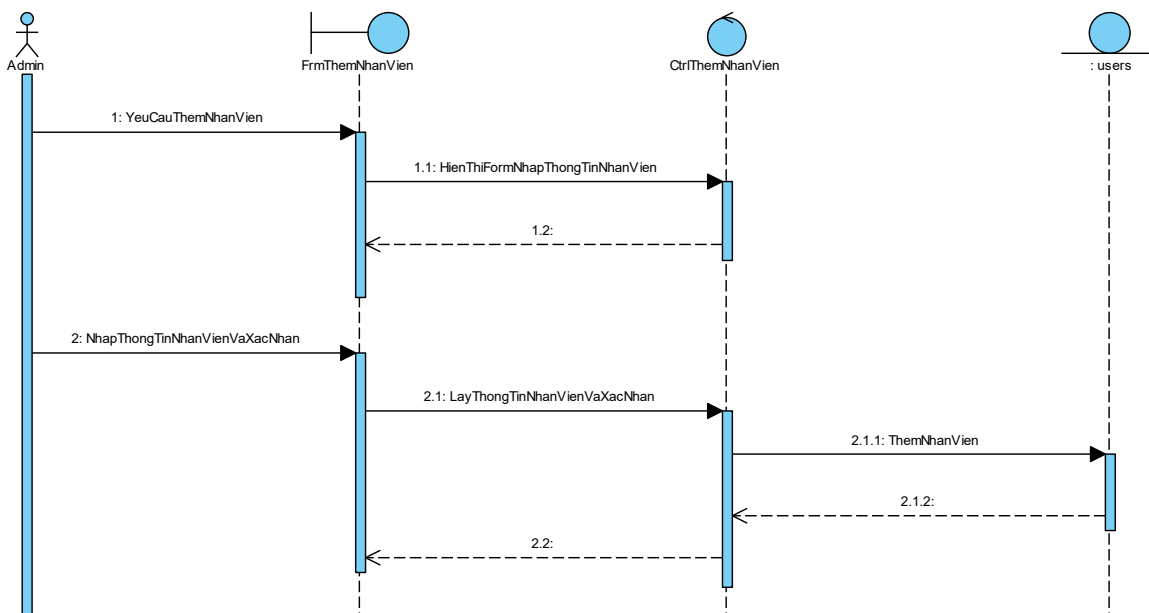 Admin
FrmThemNhanVien
CtrlThemNhanVien
: users
1: YeuCauThemNhanVien
1.1: HienThiFormNhapThongTinNhanVien
1.2:
2: NhapThongTinNhanVienVaXacNhan
2.1: LayThongTinNhanVienVaXacNhan
2.1.1: ThemNhanVien
2.1.2:
2.2: